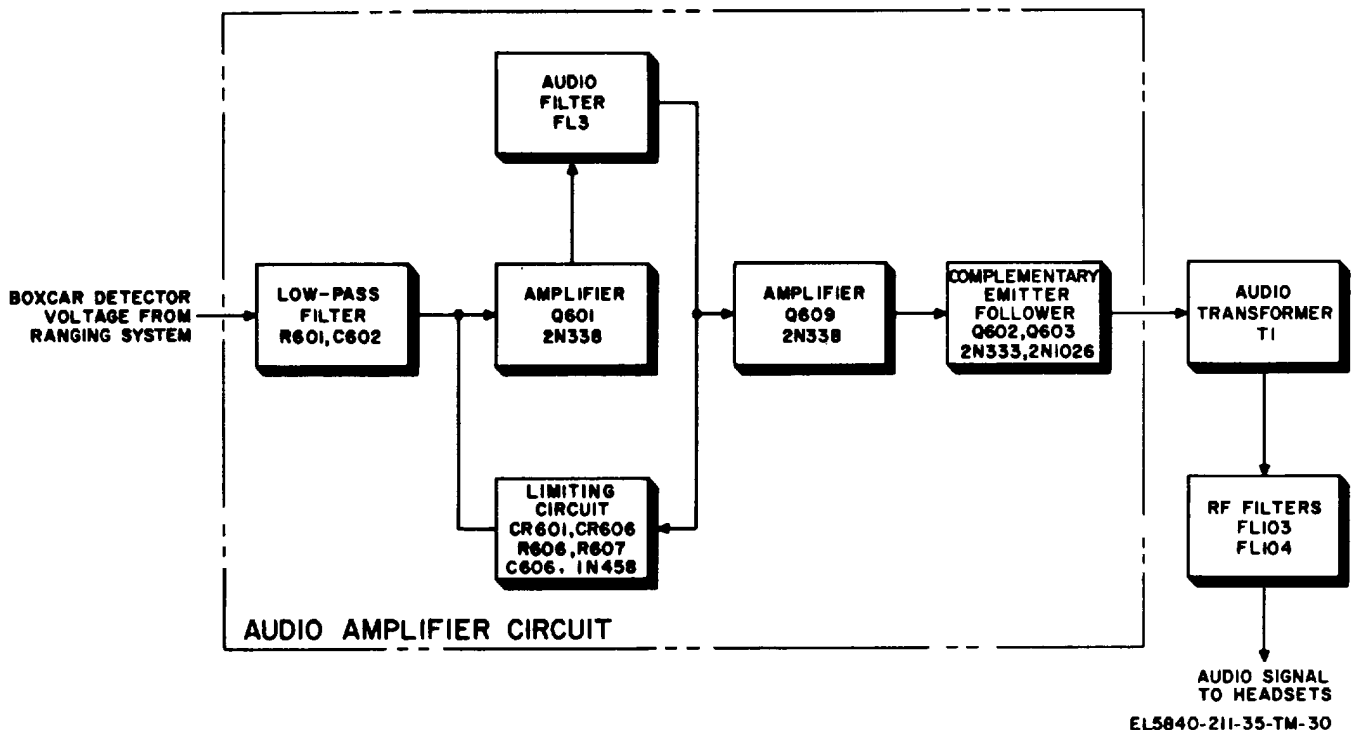 AUDIO
FILTER
FL3
BOXCAR DETECTOR
VOLTAGE FROM
RANGING SYSTEM
LOW-PASS
FILTER
R601,C602
AMPLIFIER
Q601
2N338
AMPLIFIER
Q609
2N338
COMPLEMENTARY
EMITTER
FOLLOWER
Q602,Q603
2N333,2N1026
AUDIO
TRANSFORMER
T1
LIMITING
CIRCUIT
CR601,CR606
R606,R607
C606. 1N458
RF FILTERS
FL103
FL104
AUDIO AMPLIFIER CIRCUIT
AUDIO SIGNAL
TO HEADSETS
EL5840-211-35-TM-30